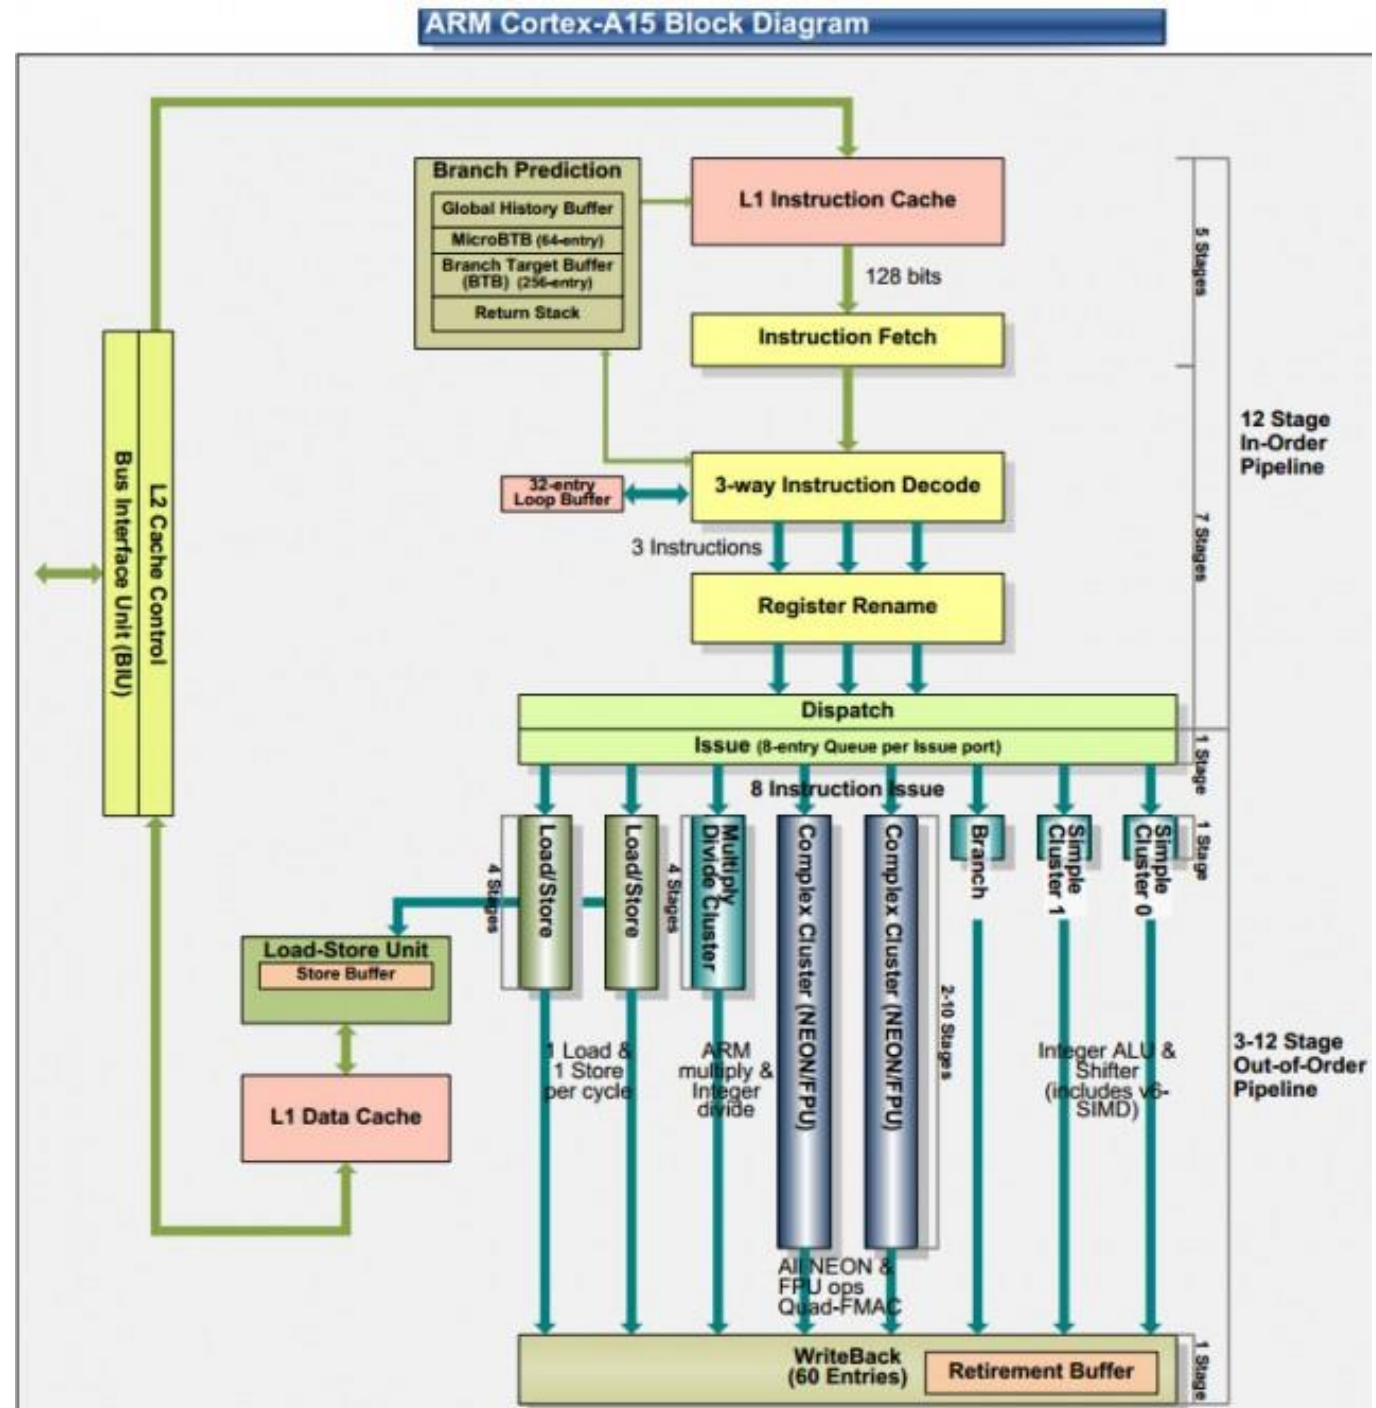 ARM Cortex-A15 Block Diagram
Branch Prediction
Global History Buffer
MicroBTB (64-entry)
Branch Target Buffer
(BTB) (256-entry)
Return Stack
L1 Instruction Cache
128 bits
Instruction Fetch
5 Stages
12 Stage
In-Order
Pipeline
32-entry
Loop Buffer
3-way Instruction Decode
3 Instructions
7 Stages
Register Rename
L2 Cache Control
Bus Interface Unit (BIU)
Dispatch
Issue (8-entry Queue per Issue port)
1 Stage
8 Instruction Issue
4 Stages
Load/Store
Load/Store
4 Stages
Multiply
Divide Cluster
Complex Cluster (NEON/FPU)
Complex Cluster (NEON/FPU)
2-10 Stages
Branch
Simple
Cluster 1
Simple
Cluster 0
1 Stage
Load-Store Unit
Store Buffer
L1 Data Cache
1 Load &
1 Store
per cycle
ARM
multiply &
Integer
divide
Integer ALU &
Shifter
(includes v6-
SIMD)
3-12 Stage
Out-of-Order
Pipeline
All NEON &
FPU ops
Quad-FMAC
WriteBack
(60 Entries)
Retirement Buffer
1 Stage